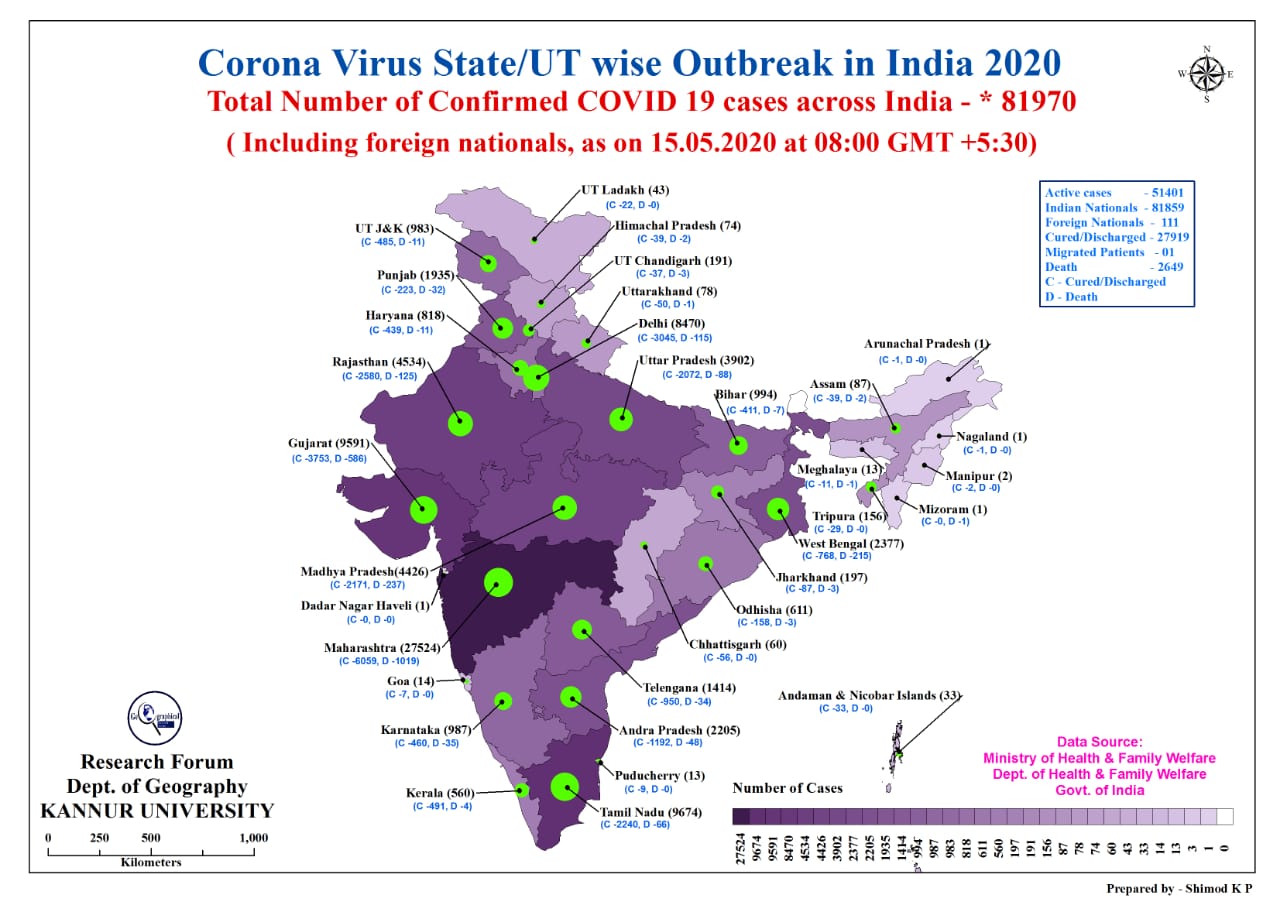 Corona Virus State/UT wise Outbreak in India 2020
Total Number of Confirmed COVID 19 cases across India - * 81970
( Including foreign nationals, as on 15.05.2020 at 08:00 GMT +5:30)
N
W E
S
Active cases - 51401
Indian Nationals - 81859
Foreign Nationals - 111
Cured/Discharged - 27919
Migrated Patients - 01
Death - 2649
C - Cured/Discharged
D - Death
UT Ladakh (43)
(C -22, D -0)
Himachal Pradesh (74)
(C -39, D -2)
UT J&K (983)
(C -485, D -11)
UT Chandigarh (191)
(C -37, D -3)
Punjab (1935)
(C -223, D -32)
Uttarakhand (78)
(C -50, D -1)
Haryana (818)
(C -439, D -11)
Delhi (8470)
(C -3045, D -115)
Rajasthan (4534)
(C -2580, D -125)
Uttar Pradesh (3902)
(C -2072, D -88)
Arunachal Pradesh (1)
(C -1, D -0)
Bihar (994)
(C -411, D -7)
Assam (87)
(C -39, D -2)
Gujarat (9591)
(C -3753, D -586)
Nagaland (1)
(C -1, D -0)
Meghalaya (13)
(C -11, D -1)
Manipur (2)
(C -2, D -0)
Mizoram (1)
(C -0, D -1)
Tripura (156)
(C -29, D -0)
West Bengal (2377)
(C -768, D -215)
Madhya Pradesh(4426)
(C -2171, D -237)
Jharkhand (197)
(C -87, D -3)
Dadar Nagar Haveli (1)
(C -0, D -0)
Odhisha (611)
(C -158, D -3)
Maharashtra (27524)
(C -6059, D -1019)
Chhattisgarh (60)
(C -56, D -0)
Goa (14)
(C -7, D -0)
Telengana (1414)
(C -950, D -34)
Andaman & Nicobar Islands (33)
(C -33, D -0)
Karnataka (987)
(C -460, D -35)
Andra Pradesh (2205)
(C -1192, D -48)
Puducherry (13)
(C -9, D -0)
Kerala (560)
(C -491, D -4)
Tamil Nadu (9674)
(C -2240, D -66)
Research Forum
Dept. of Geography
KANNUR UNIVERSITY
0 250 500 1,000
Kilometers
Data Source:
Ministry of Health & Family Welfare
Dept. of Health & Family Welfare
Govt. of India
Number of Cases
27524 9674 9591 8470 4534 4426 3902 2377 2205 1935 1414 994 987 983 818 611 560 197 191 156 87 78 74 60 43 33 14 13 3 1 0
Prepared by - Shimod K P